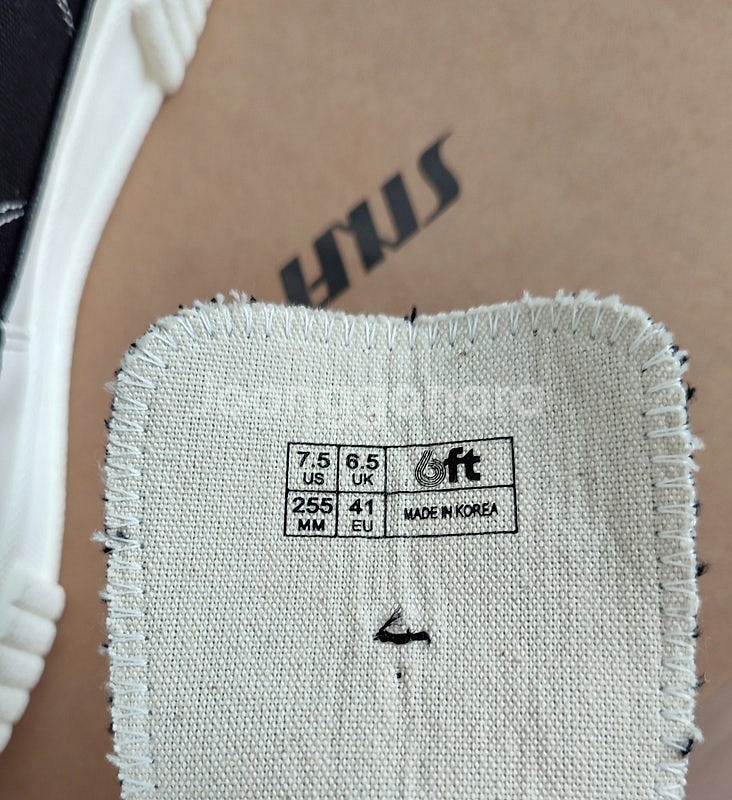 7.5 US 6.5 UK 6ft
255 MM 41 EU MADE IN KOREA